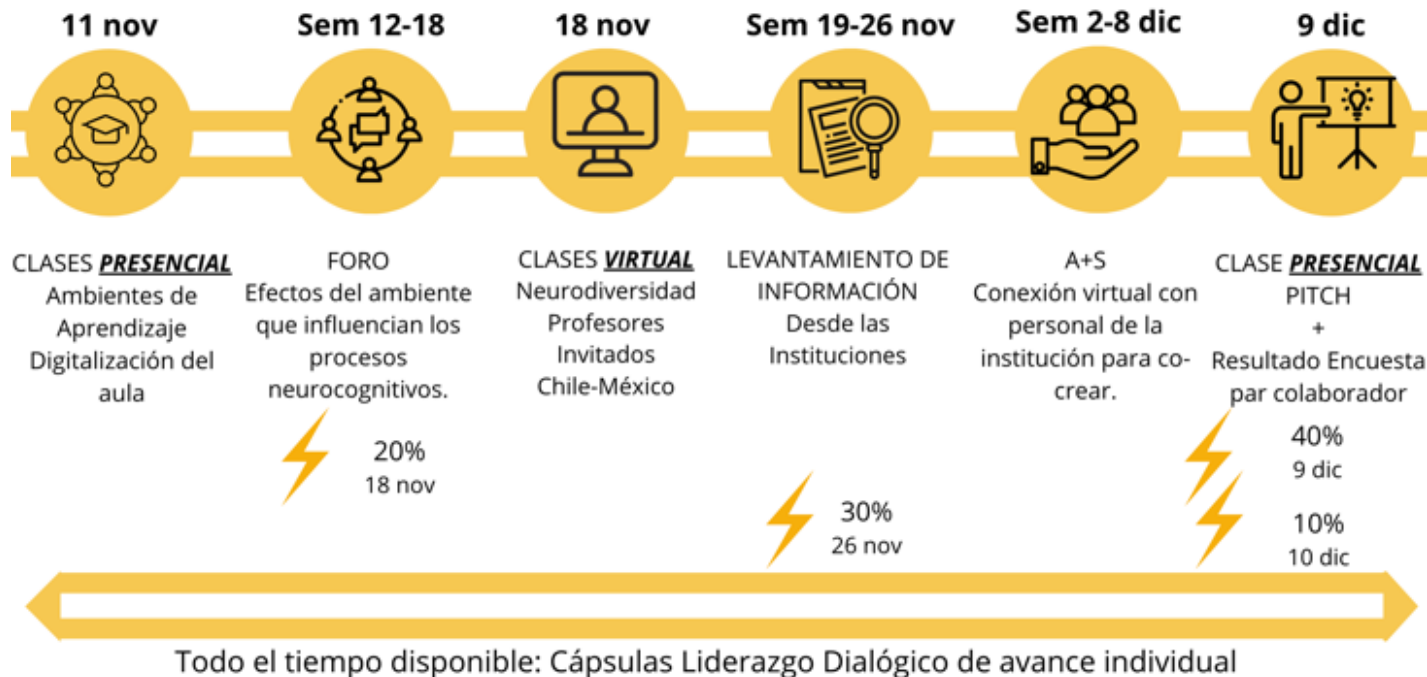 11 nov
Sem 12-18
18 nov
Sem 19-26 nov
Sem 2-8 dic
9 dic
CLASES PRESENCIAL
Ambientes de
Aprendizaje
Digitalización del
aula
FORO
Efectos del ambiente
que influencian los
procesos
neurocognitivos.
20%
18 nov
CLASES VIRTUAL
Neurodiversidad
Profesores
Invitados
Chile-México
LEVANTAMIENTO DE
INFORMACIÓN
Desde las
Instituciones
30%
26 nov
A+S
Conexión virtual con
personal de la
institución para co-
crear.
CLASE PRESENCIAL
PITCH
+
Resultado Encuesta
par colaborador
40%
9 dic
10%
10 dic
Todo el tiempo disponible: Cápsulas Liderazgo Dialógico de avance individual